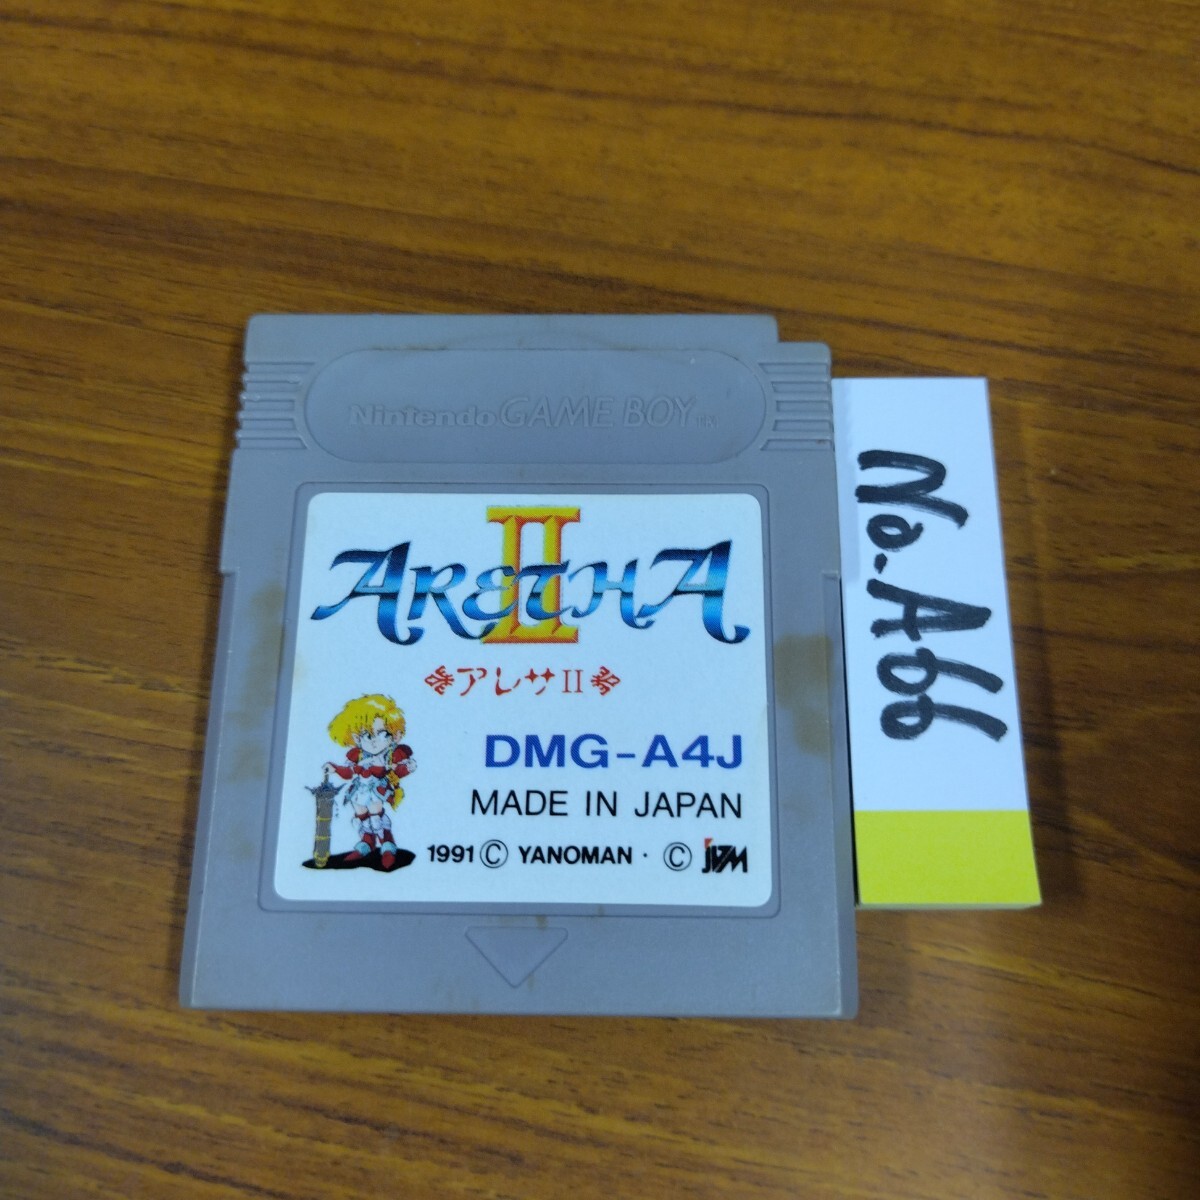 Nintendo GAME BOY TM
II
ARETHA
アレサII
DMG-A4J
MADE IN JAPAN
1991 © YANOMAN · ©
No.A66